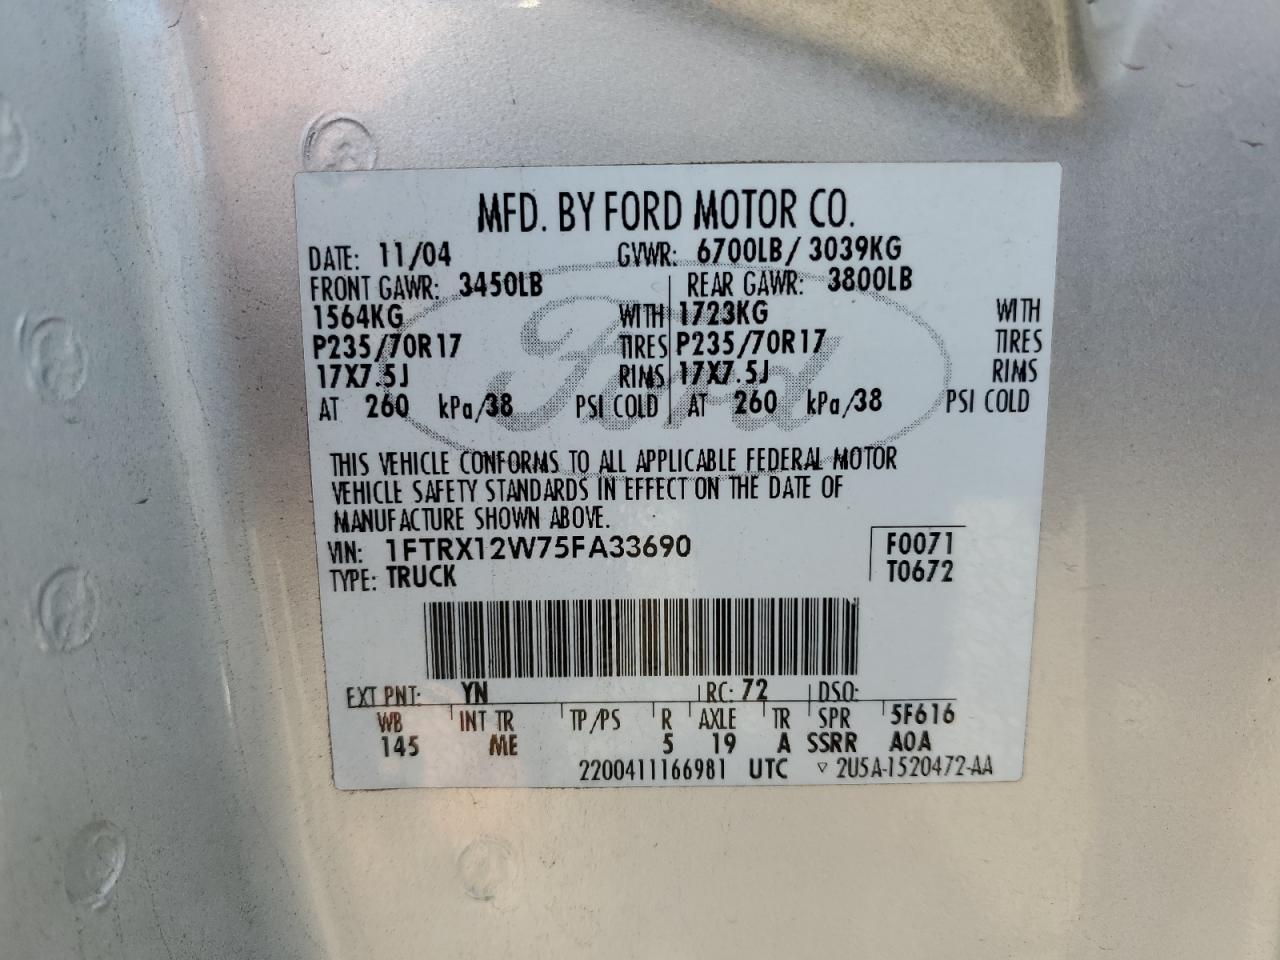 MFD. BY FORD MOTOR CO.
DATE: 11/04 GVWR: 6700LB/ 3039KG
FRONT GAWR: 3450LB REAR GAWR: 3800LB
1564KG WITH 1723KG WITH
P235/70R17 TIRES P235/70R17 TIRES
17X7.5J RIMS 17X7.5J RIMS
AT 260 kPa/38 PSI COLD AT 260 kPa/38 PSI COLD
Ford
THIS VEHICLE CONFORMS TO ALL APPLICABLE FEDERAL MOTOR
VEHICLE SAFETY STANDARDS IN EFFECT ON THE DATE OF
MANUFACTURE SHOWN ABOVE.
VIN: 1FTRX12W75FA33690 F0071
TYPE: TRUCK T0672
EXT PNT: YN RC: 72 DSO:
WB INT TR TP/PS R AXLE TR SPR 5F616
145 ME 5 19 A SSRR A0A
2200411166981 UTC ▽ 2U5A-1520472-AA